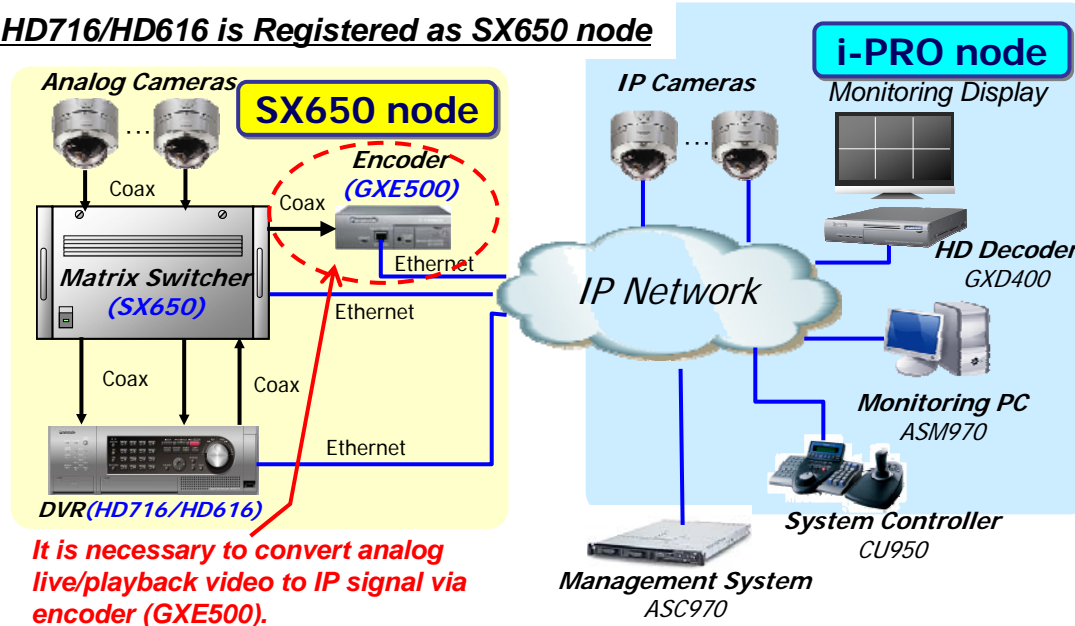 HD716/HD616 is Registered as SX650 node
Analog Cameras
SX650 node
...
Coax
Encoder
(GXE500)
Coax
Ethernet
Matrix Switcher
(SX650)
Ethernet
Coax
Coax
Ethernet
DVR(HD716/HD616)
It is necessary to convert analog
live/playback video to IP signal via
encoder (GXE500).
i-PRO node
IP Cameras
...
Monitoring Display
HD Decoder
GXD400
IP Network
Monitoring PC
ASM970
System Controller
CU950
Management System
ASC970